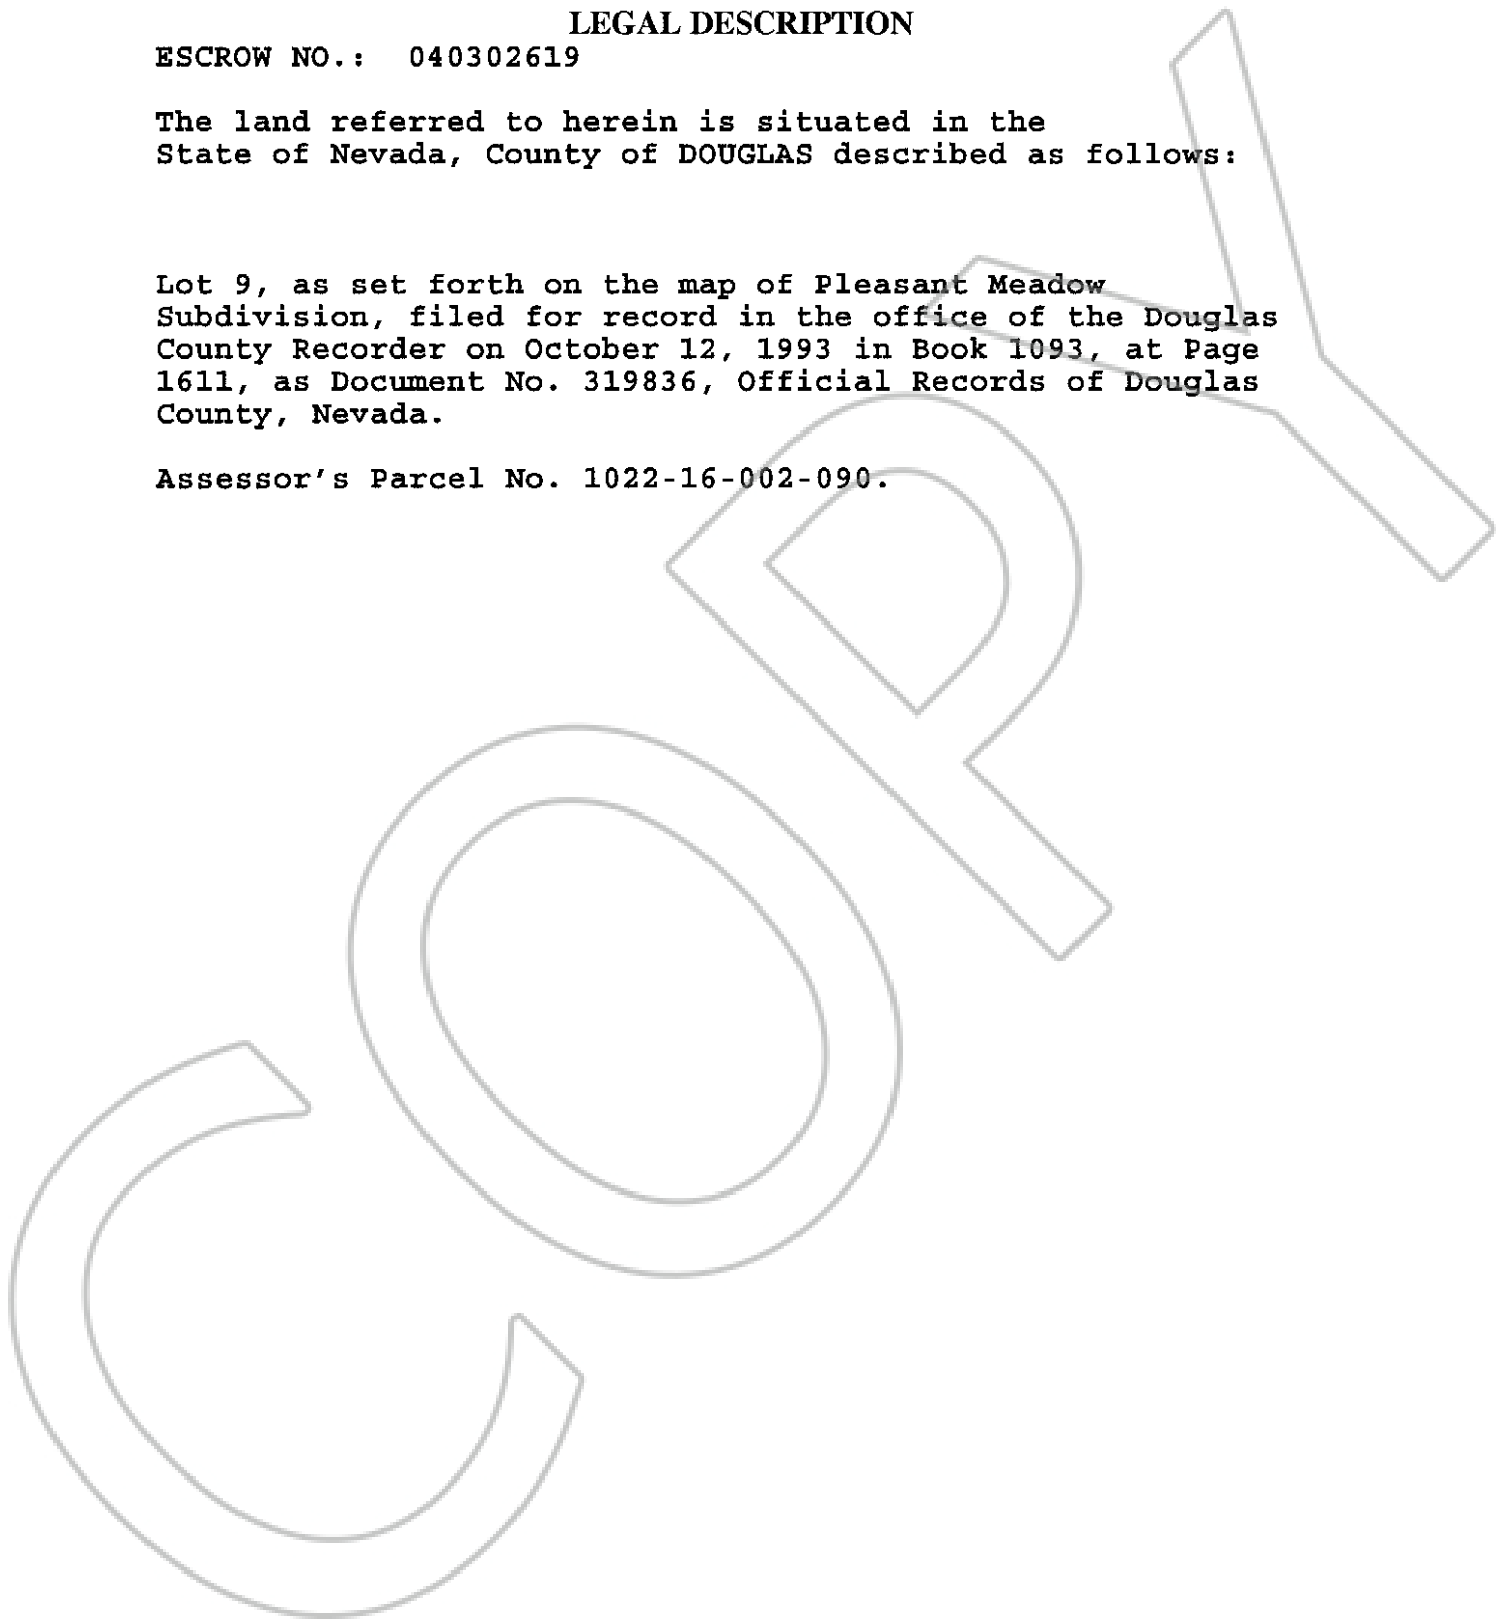 LEGAL DESCRIPTION
ESCROW NO.: 040302619
The land referred to herein is situated in the
State of Nevada, County of DOUGLAS described as follows:
Lot 9, as set forth on the map of Pleasant Meadow
Subdivision, filed for record in the office of the Douglas
County Recorder on October 12, 1993 in Book 1093, at Page
1611, as Document No. 319836, Official Records of Douglas
County, Nevada.
Assessor's Parcel No. 1022-16-002-090.
COPY